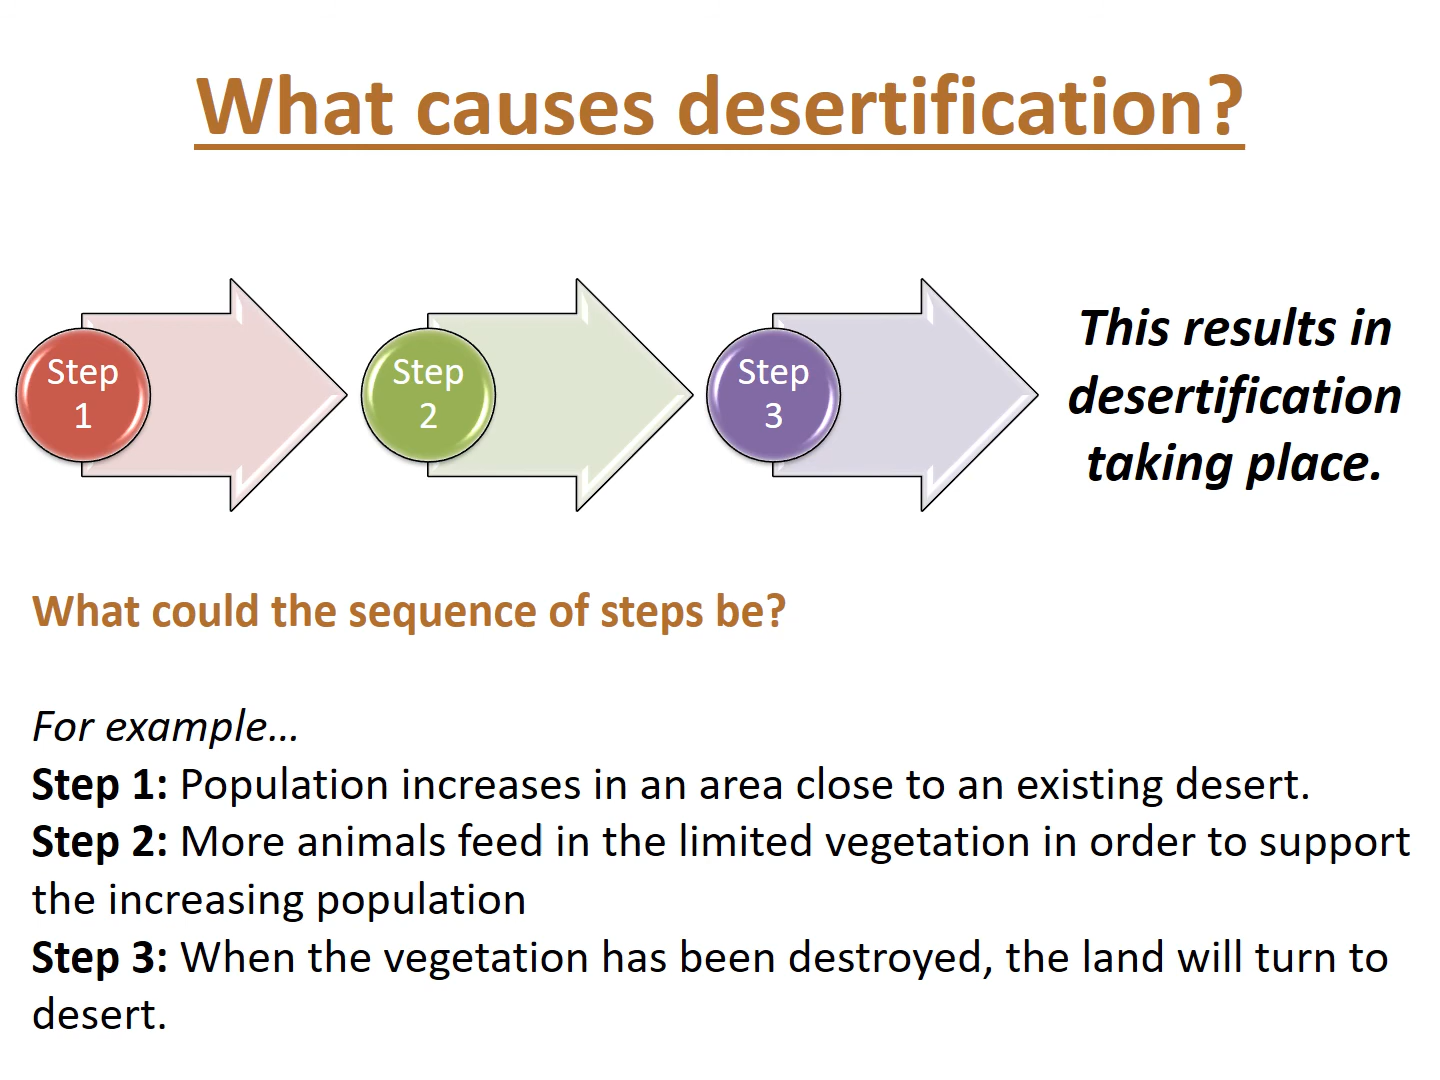 What causes desertification?
Step
1
Step
2
Step
3
This results in
desertification
taking place.
What could the sequence of steps be?
For example...
Step 1: Population increases in an area close to an existing desert.
Step 2: More animals feed in the limited vegetation in order to support
the increasing population
Step 3: When the vegetation has been destroyed, the land will turn to
desert.